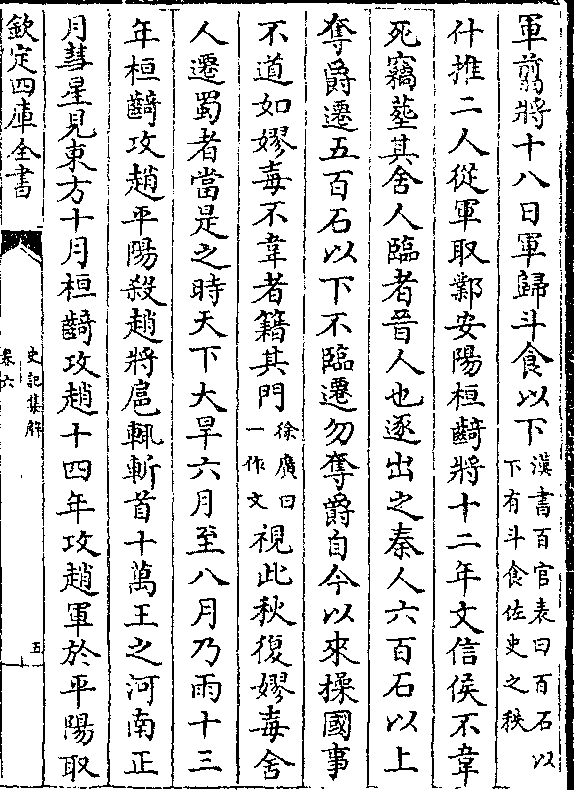 軍翦將十八日軍歸斗食以下漢書百官表曰百石以下有斗食佐史之秩
什推二人從軍取鄴安陽桓齮將十二年文信侯不韋
死竊塟其舍人臨者晉人也逐出之秦人六百石以上
奪爵遷五百石以下不臨遷勿奪爵自今以來操國事
不道如嫪毐不韋者籍其門徐廣曰一作文視此秋復嫪毐舍
人遷蜀者當是之時天下大旱六月至八月乃雨十三
年桓齮攻趙平陽殺趙將扈輒斬首十萬王之河南正
月彗星見東方十月桓齮攻趙十四年攻趙軍於平陽取
欽定四庫全書
史記集解
卷六
五